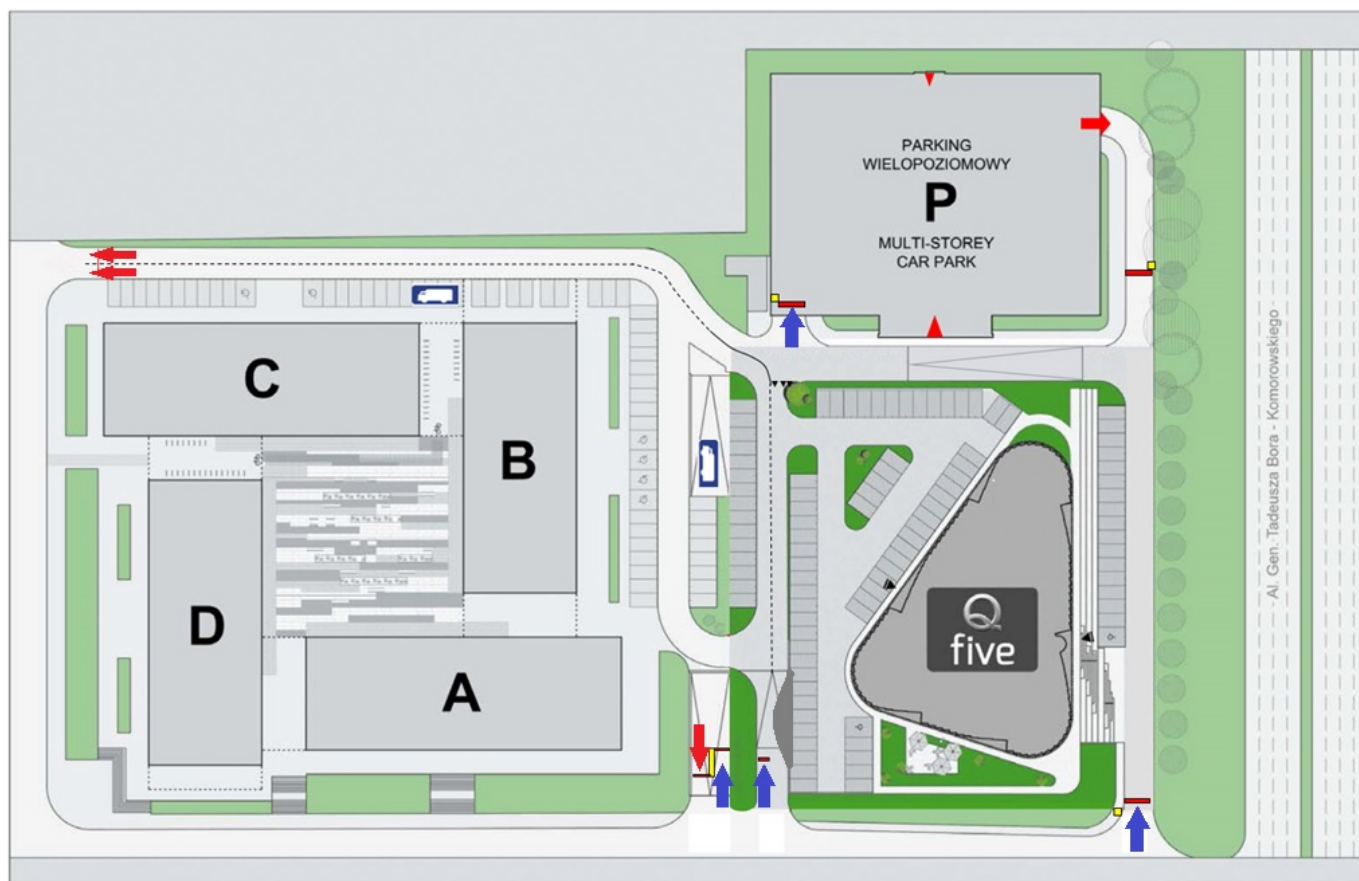 PARKING
WIELOPOZIOMOWY
P
MULTI-STOREY
CAR PARK
C
B
D
A
Q
five
Al. Gen. Tadeusza Bora - Komorowskiego